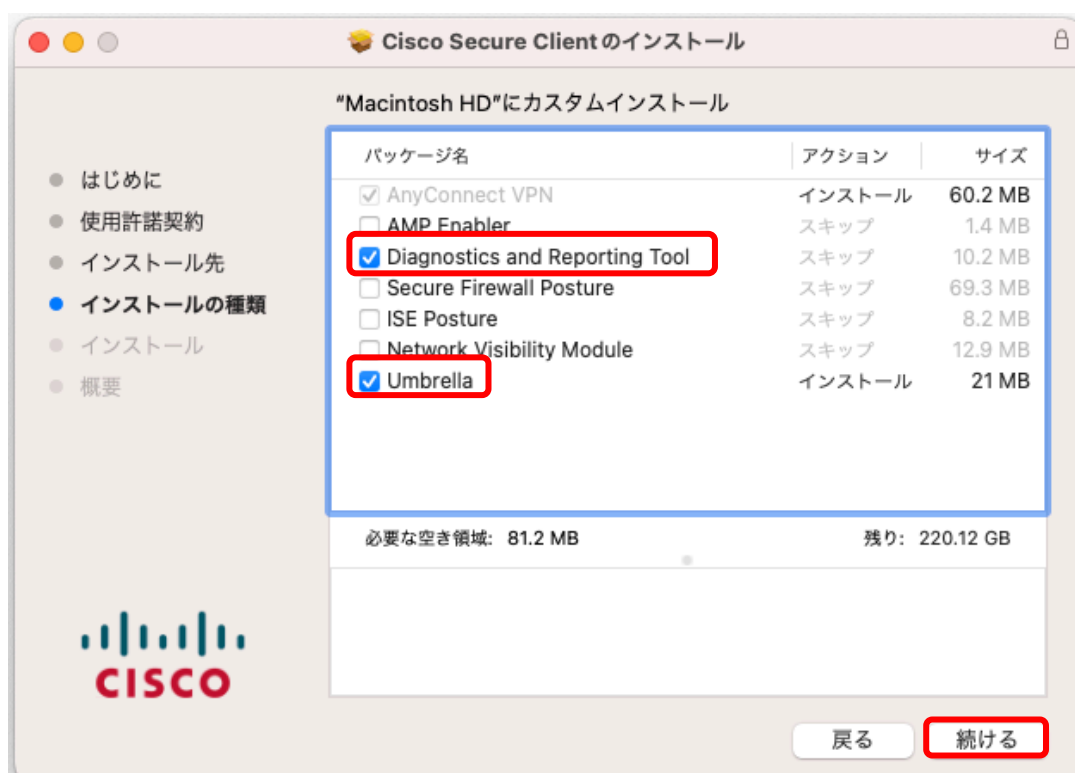 Cisco Secure Clientのインストール
“Macintosh HD”にカスタムインストール
はじめに
使用許諾契約
インストール先
インストールの種類
インストール
概要
パッケージ名 アクション サイズ
AnyConnect VPN インストール 60.2 MB
AMP Enabler スキップ 1.4 MB
Diagnostics and Reporting Tool スキップ 10.2 MB
Secure Firewall Posture スキップ 69.3 MB
ISE Posture スキップ 8.2 MB
Network Visibility Module スキップ 12.9 MB
Umbrella インストール 21 MB
必要な空き領域: 81.2 MB 残り: 220.12 GB
CISCO
戻る 続ける